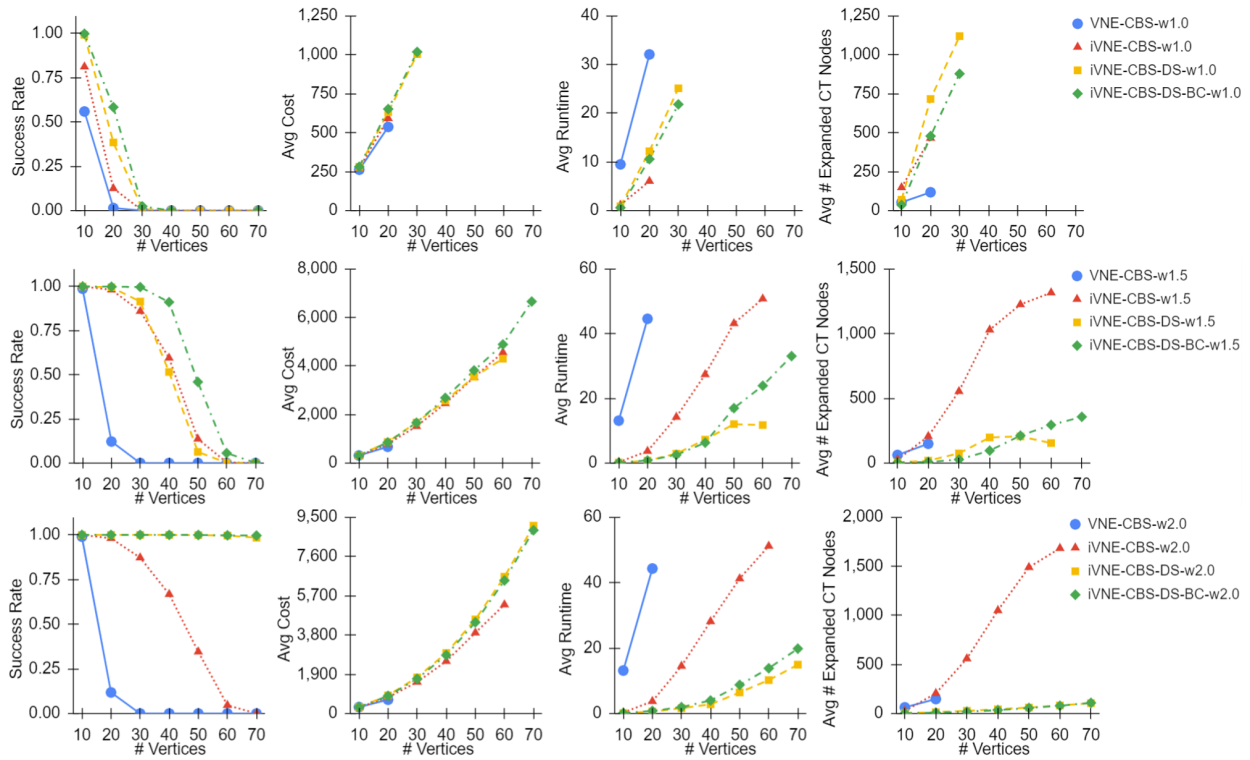 Success Rate
1.00
0.75
0.50
0.25
0.00
10 20 30 40 50 60 70
# Vertices
Avg Cost
1,250
1,000
750
500
250
0
10 20 30 40 50 60 70
# Vertices
Avg Runtime
40
30
20
10
0
10 20 30 40 50 60 70
# Vertices
Avg # Expanded CT Nodes
1,250
1,000
750
500
250
0
10 20 30 40 50 60 70
# Vertices
VNE-CBS-w1.0
iVNE-CBS-w1.0
iVNE-CBS-DS-w1.0
iVNE-CBS-DS-BC-w1.0
Success Rate
1.00
0.75
0.50
0.25
0.00
10 20 30 40 50 60 70
# Vertices
Avg Cost
8,000
6,000
4,000
2,000
0
10 20 30 40 50 60 70
# Vertices
Avg Runtime
60
40
20
0
10 20 30 40 50 60 70
# Vertices
Avg # Expanded CT Nodes
1,500
1,000
500
0
10 20 30 40 50 60 70
# Vertices
VNE-CBS-w1.5
iVNE-CBS-w1.5
iVNE-CBS-DS-w1.5
iVNE-CBS-DS-BC-w1.5
Success Rate
1.00
0.75
0.50
0.25
0.00
10 20 30 40 50 60 70
# Vertices
Avg Cost
9,500
7,600
5,700
3,800
1,900
0
10 20 30 40 50 60 70
# Vertices
Avg Runtime
60
40
20
0
10 20 30 40 50 60 70
# Vertices
Avg # Expanded CT Nodes
2,000
1,500
1,000
500
0
10 20 30 40 50 60 70
# Vertices
VNE-CBS-w2.0
iVNE-CBS-w2.0
iVNE-CBS-DS-w2.0
iVNE-CBS-DS-BC-w2.0